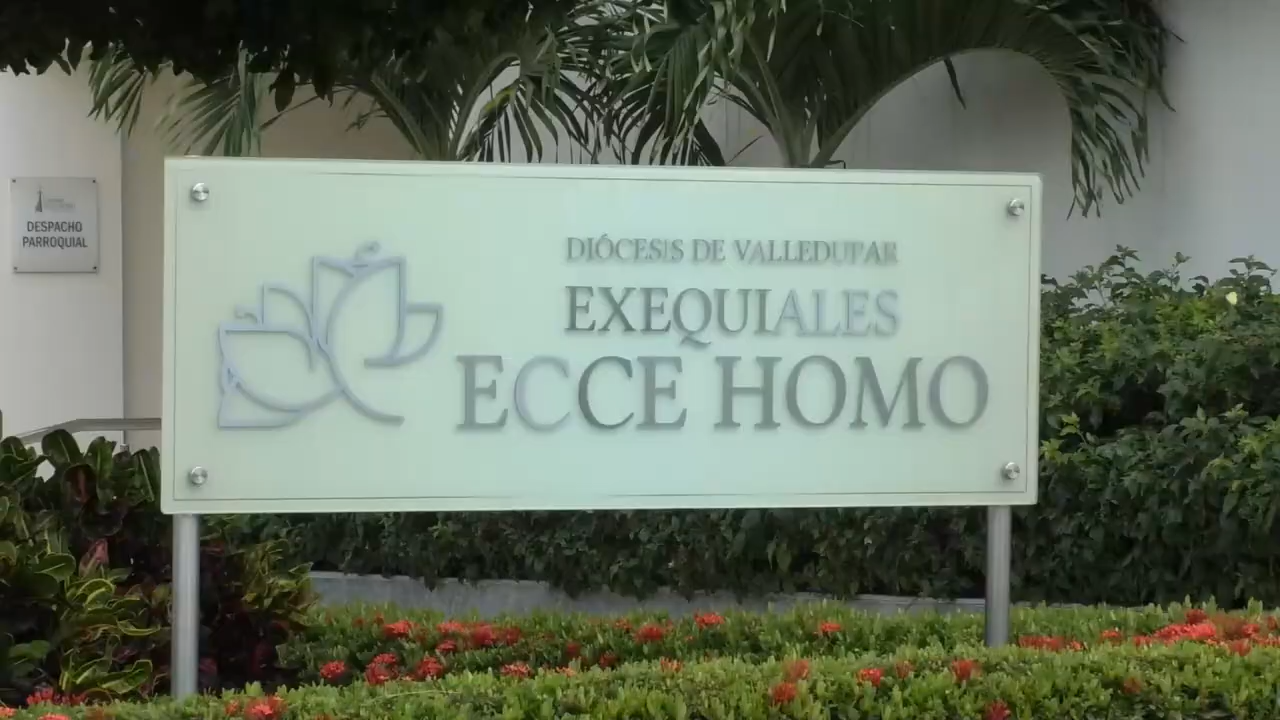 DIÓCESIS DE VALLEDUPAR
EXEQUIALES
ECCE HOMO
DESPACHO
PARROQUIAL